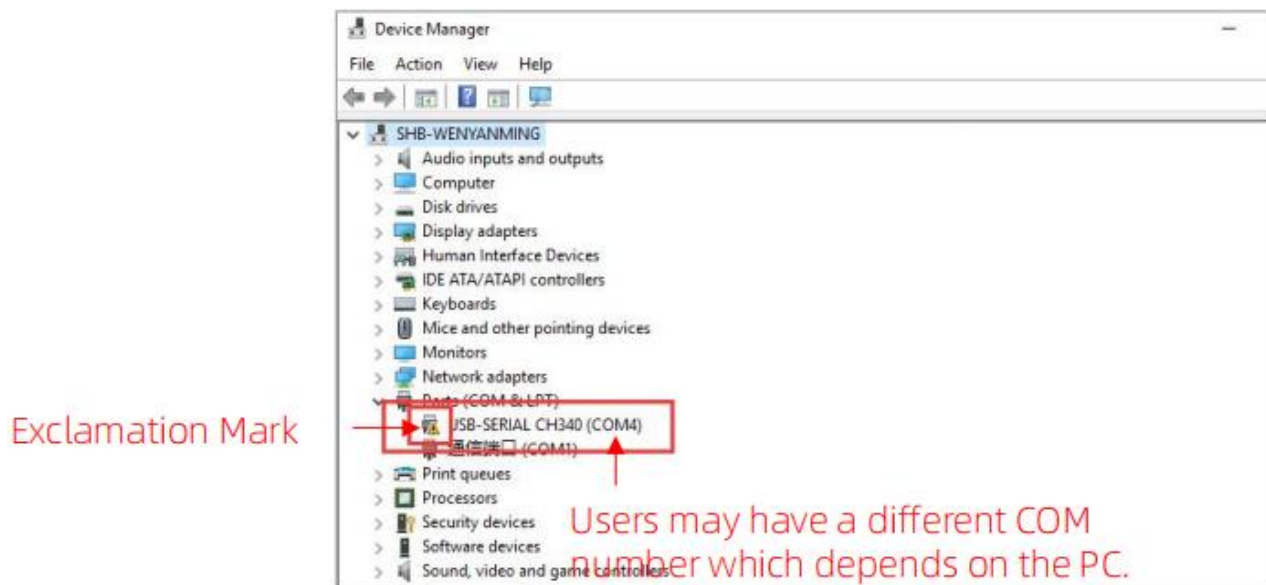 Device Manager
File Action View Help
SHB-WENYANMING
Audio inputs and outputs
Computer
Disk drives
Display adapters
Human Interface Devices
IDE ATA/ATAPI controllers
Keyboards
Mice and other pointing devices
Monitors
Network adapters
Ports (COM & LPT)
Exclamation Mark
USB-SERIAL CH340 (COM4)
通信端口 (COM1)
Print queues
Processors
Security devices
Users may have a different COM
Software devices
number which depends on the PC.
Sound, video and game controllers